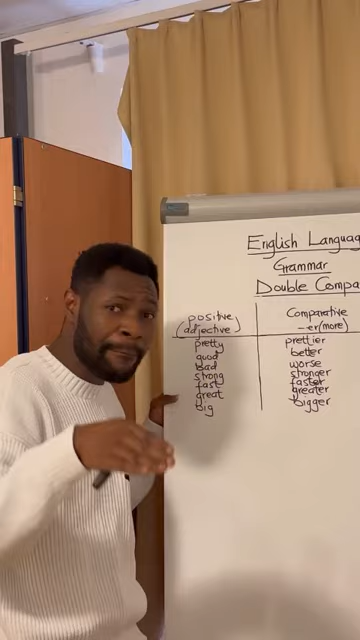 English Languag
Grammar
Double Compa
positive Comparative
(adjective) -er(more)
pretty prettier
good better
bad worse
strong stronger
fast faster
great greater
big bigger